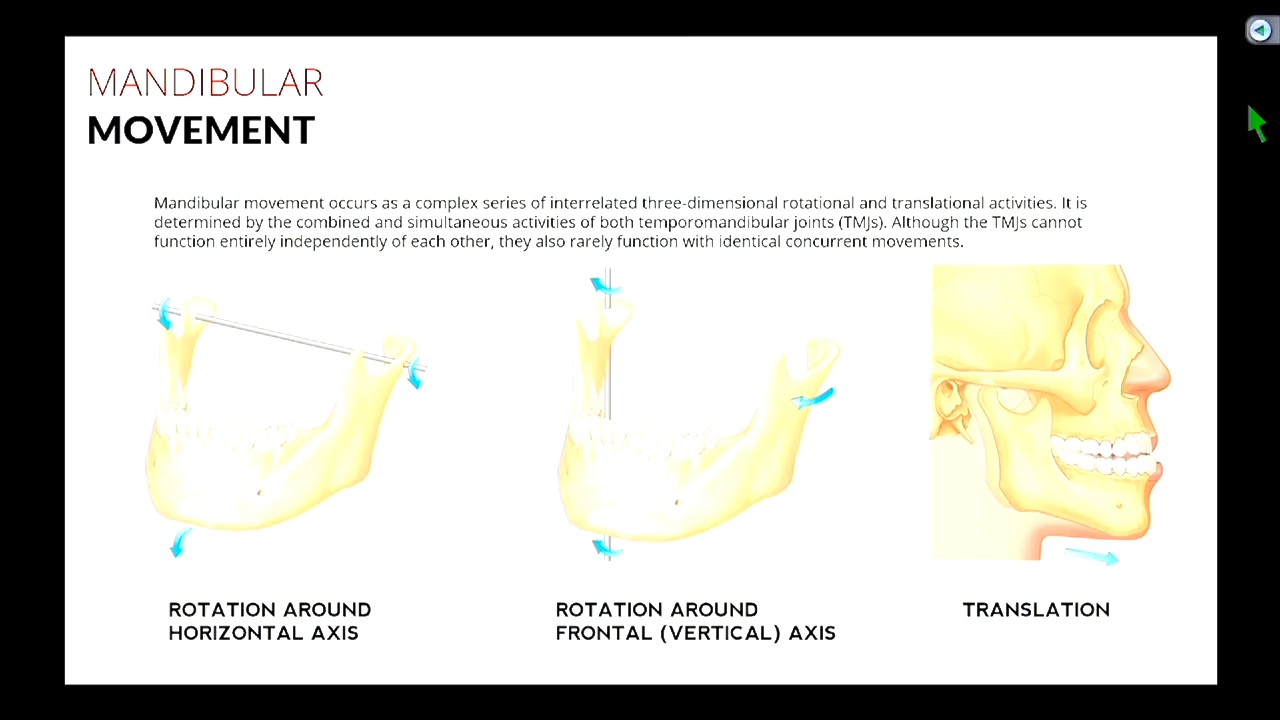 MANDIBULAR
MOVEMENT
Mandibular movement occurs as a complex series of interrelated three-dimensional rotational and translational activities. It is
determined by the combined and simultaneous activities of both temporomandibular joints (TMJs). Although the TMJs cannot
function entirely independently of each other, they also rarely function with identical concurrent movements.
ROTATION AROUND
HORIZONTAL AXIS
ROTATION AROUND
FRONTAL (VERTICAL) AXIS
TRANSLATION